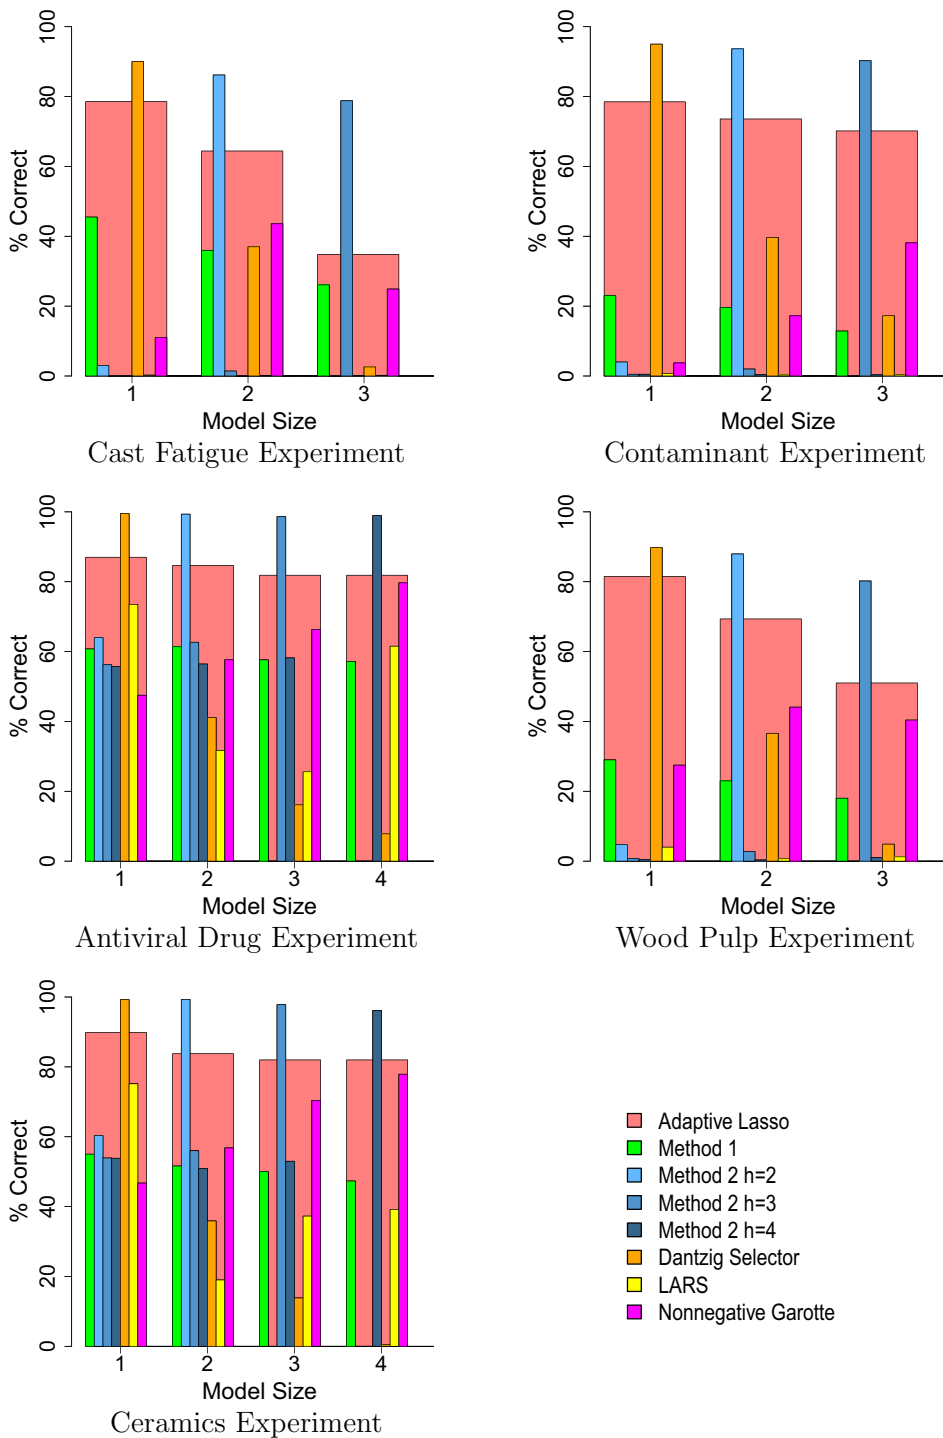 100
80
60
40
20
0
% Correct
1 2 3
Model Size
Cast Fatigue Experiment
100
80
60
40
20
0
% Correct
1 2 3
Model Size
Contaminant Experiment
100
80
60
40
20
0
% Correct
1 2 3 4
Model Size
Antiviral Drug Experiment
100
80
60
40
20
0
% Correct
1 2 3
Model Size
Wood Pulp Experiment
100
80
60
40
20
0
% Correct
1 2 3 4
Model Size
Ceramics Experiment
Adaptive Lasso
Method 1
Method 2 h=2
Method 2 h=3
Method 2 h=4
Dantzig Selector
LARS
Nonnegative Garotte